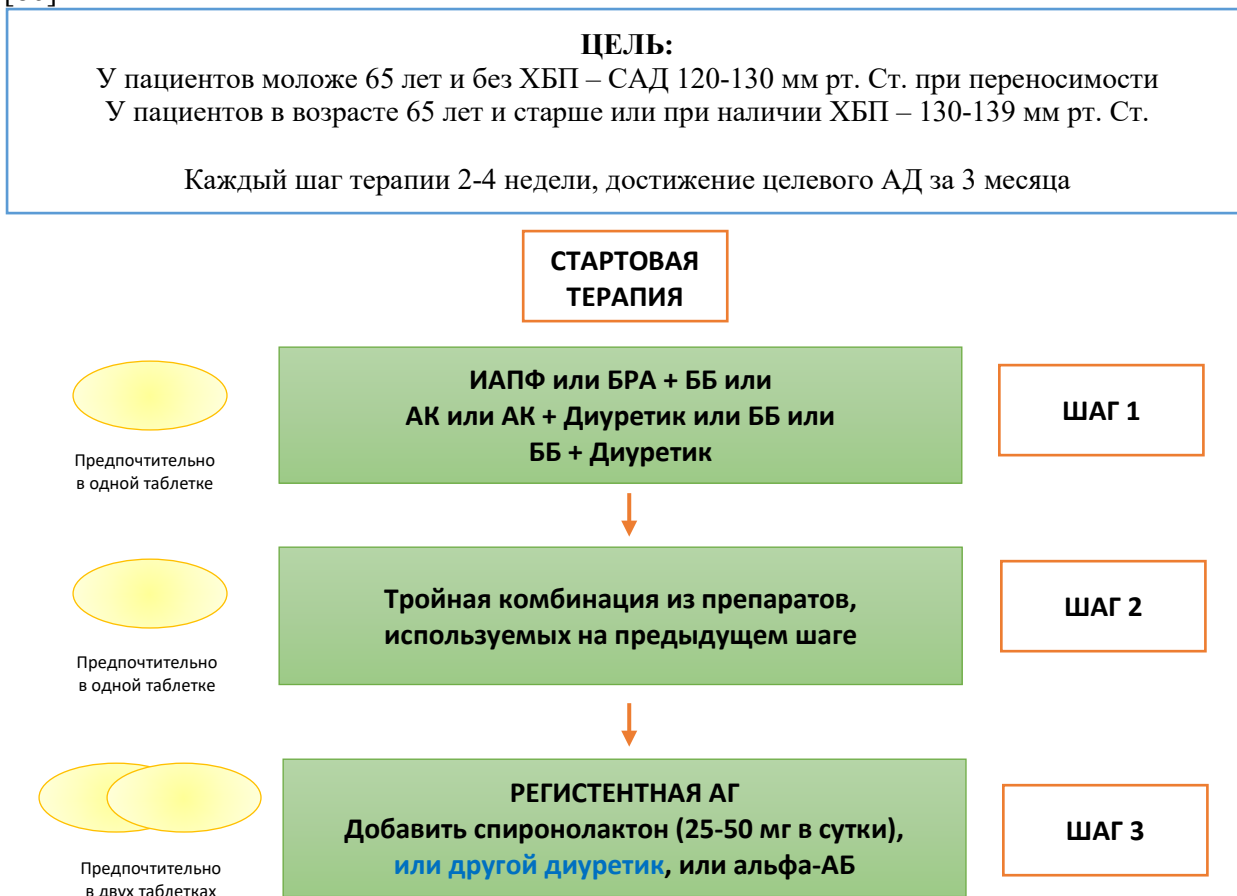 ЦЕЛЬ:
У пациентов моложе 65 лет и без ХБП – САД 120-130 мм рт. Ст. при переносимости
У пациентов в возрасте 65 лет и старше или при наличии ХБП – 130-139 мм рт. Ст.
Каждый шаг терапии 2-4 недели, достижение целевого АД за 3 месяца
СТАРТОВАЯ
ТЕРАПИЯ
Предпочтительно
в одной таблетке
ИАПФ или БРА + ББ или
АК или АК + Диуретик или ББ или
ББ + Диуретик
ШАГ 1
Предпочтительно
в одной таблетке
Тройная комбинация из препаратов,
используемых на предыдущем шаге
ШАГ 2
Предпочтительно
в двух таблетках
РЕГИСТЕНТНАЯ АГ
Добавить спиронолактон (25-50 мг в сутки),
или другой диуретик, или альфа-АБ
ШАГ 3